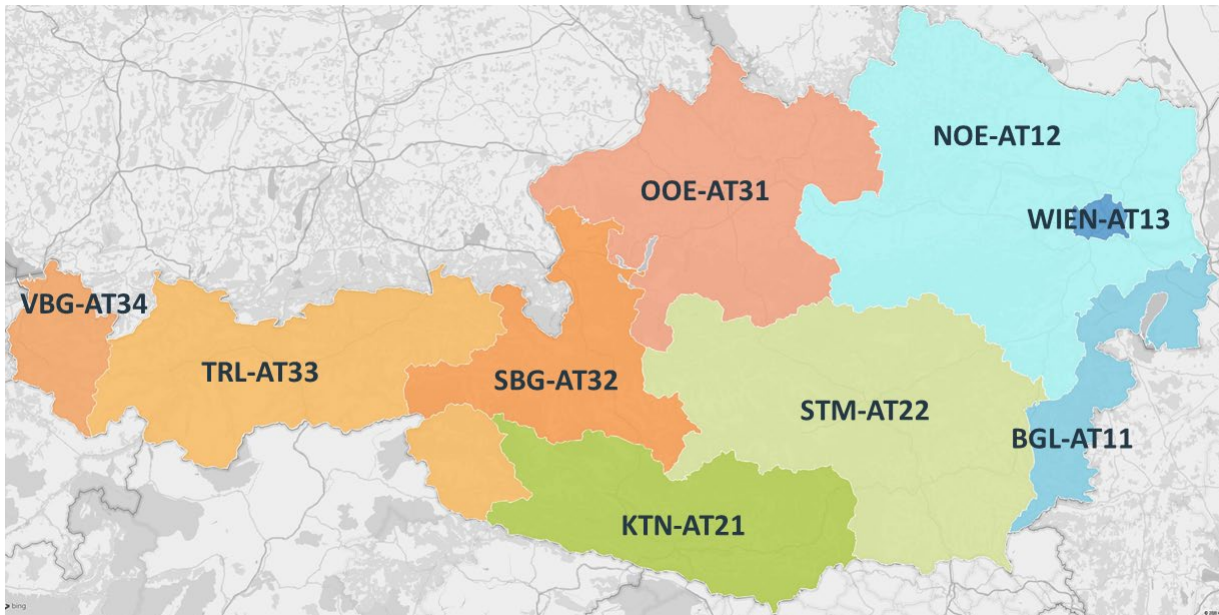 NOE-AT12
OOE-AT31
WIEN-AT13
VBG-AT34
TRL-AT33
SBG-AT32
STM-AT22
BGL-AT11
KTN-AT21
bing